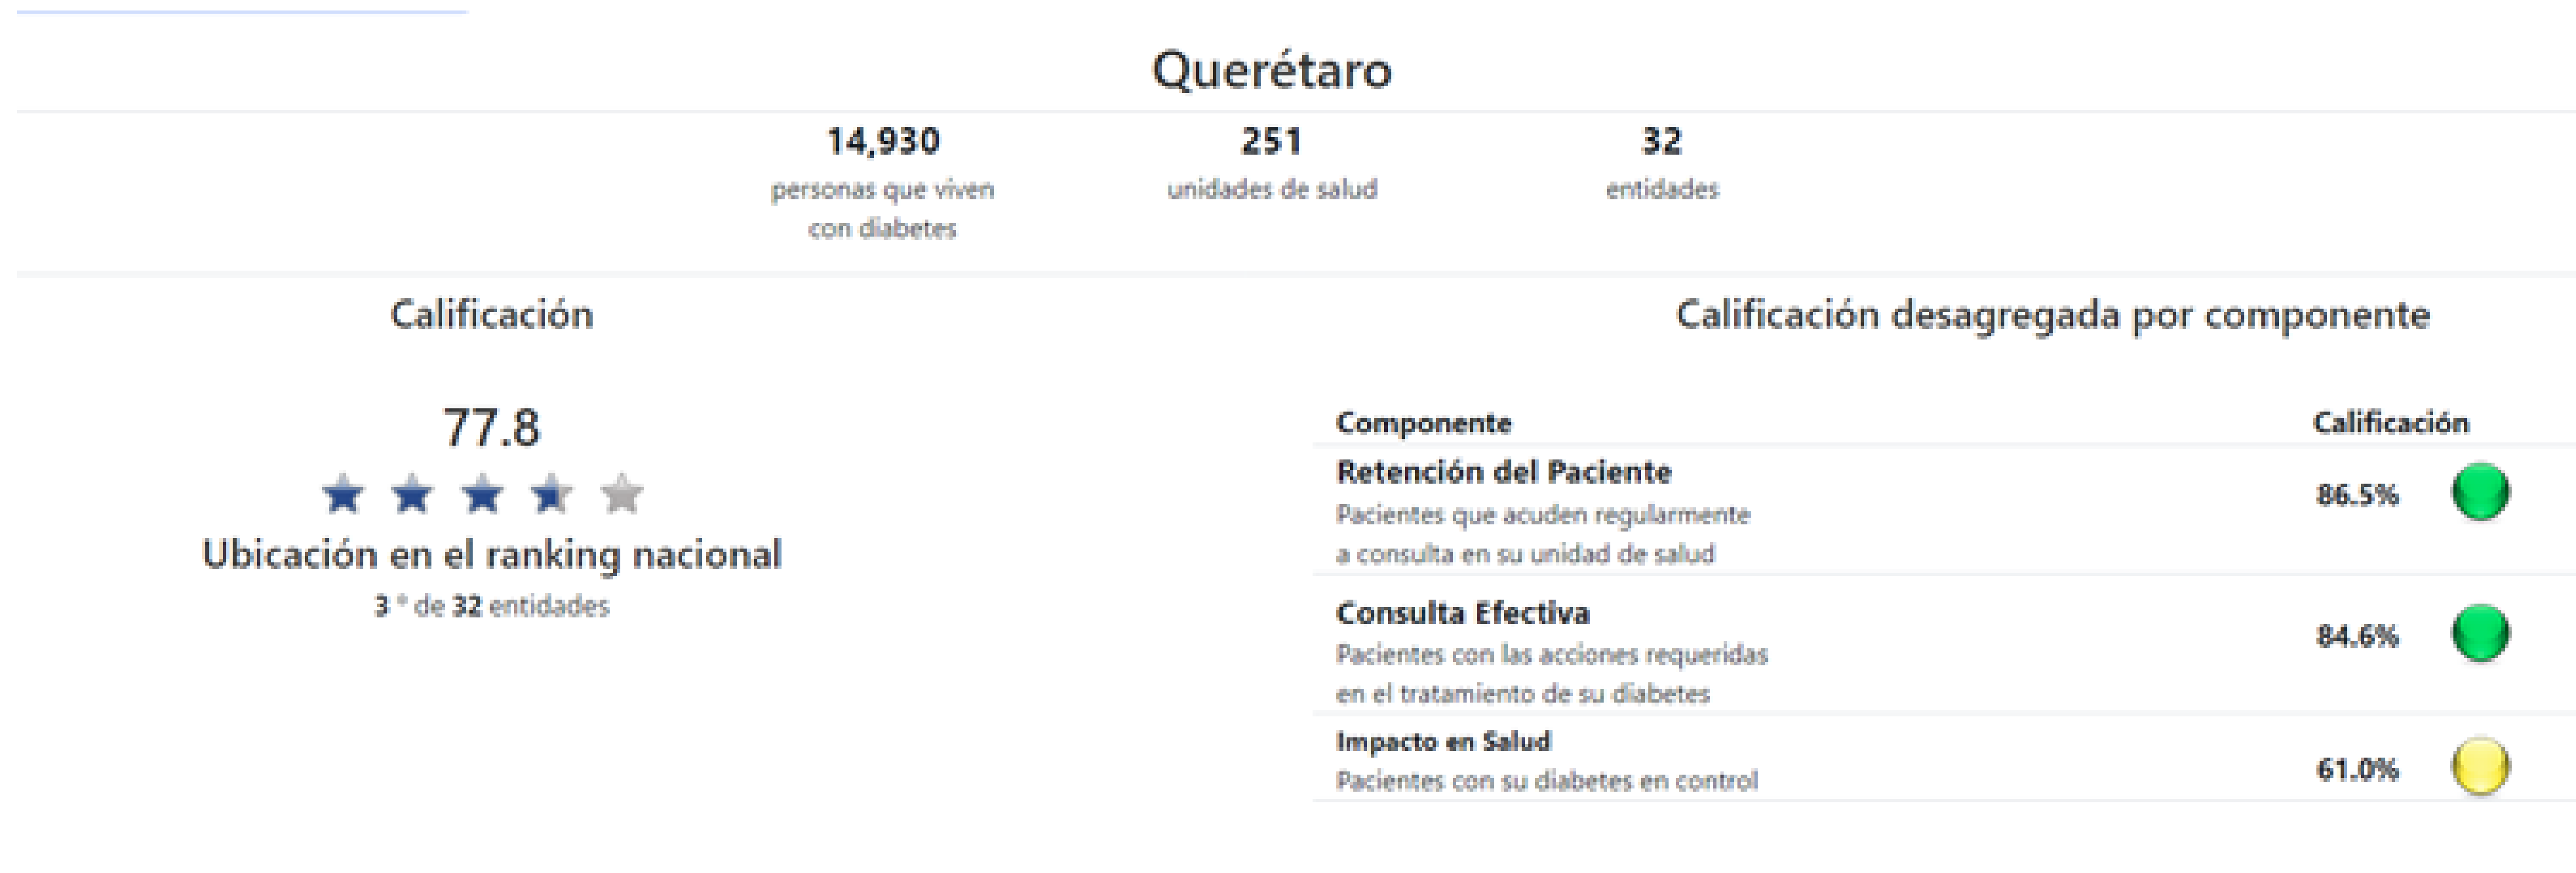 Querétaro
14,930
personas que viven
con diabetes
251
unidades de salud
32
entidades
Calificación
77.8
Ubicación en el ranking nacional
3 ° de 32 entidades
Calificación desagregada por componente
Componente Calificación
Retención del Paciente
Pacientes que acuden regularmente
a consulta en su unidad de salud
86.5%
Consulta Efectiva
Pacientes con las acciones requeridas
en el tratamiento de su diabetes
84.6%
Impacto en Salud
Pacientes con su diabetes en control
61.0%